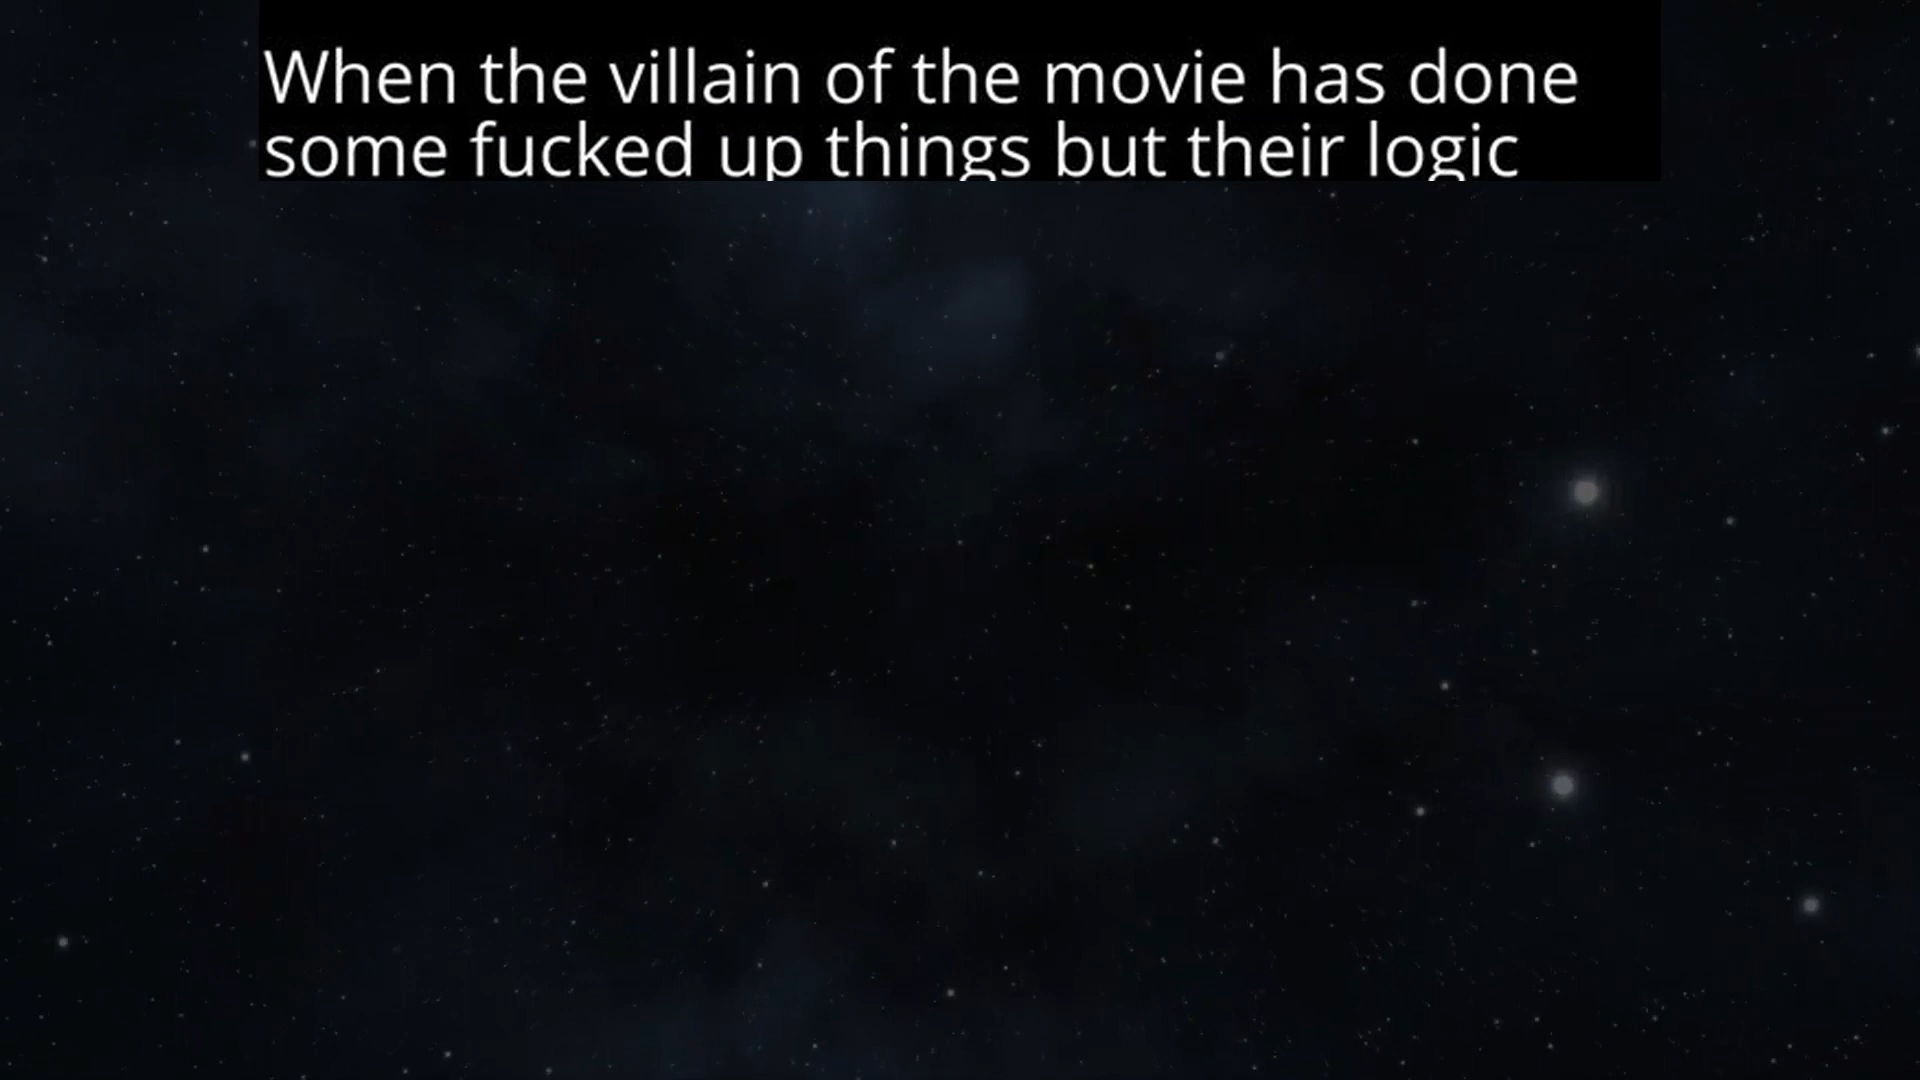 When the villain of the movie has done
some fucked up things but their logic